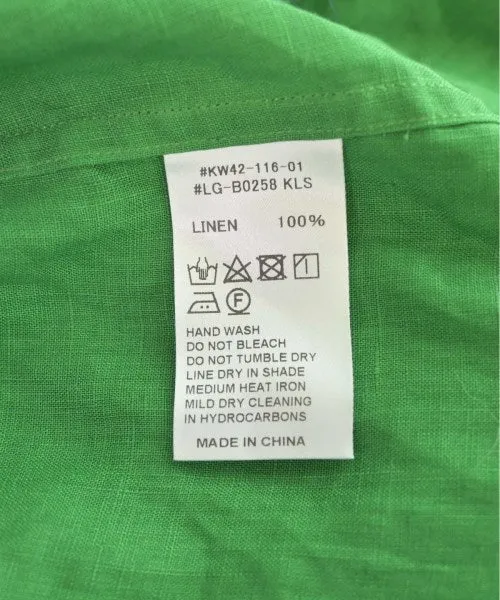 #KW42-116-01
#LG-B0258 KLS
LINEN 100%
F
HAND WASH
DO NOT BLEACH
DO NOT TUMBLE DRY
LINE DRY IN SHADE
MEDIUM HEAT IRON
MILD DRY CLEANING
IN HYDROCARBONS
MADE IN CHINA